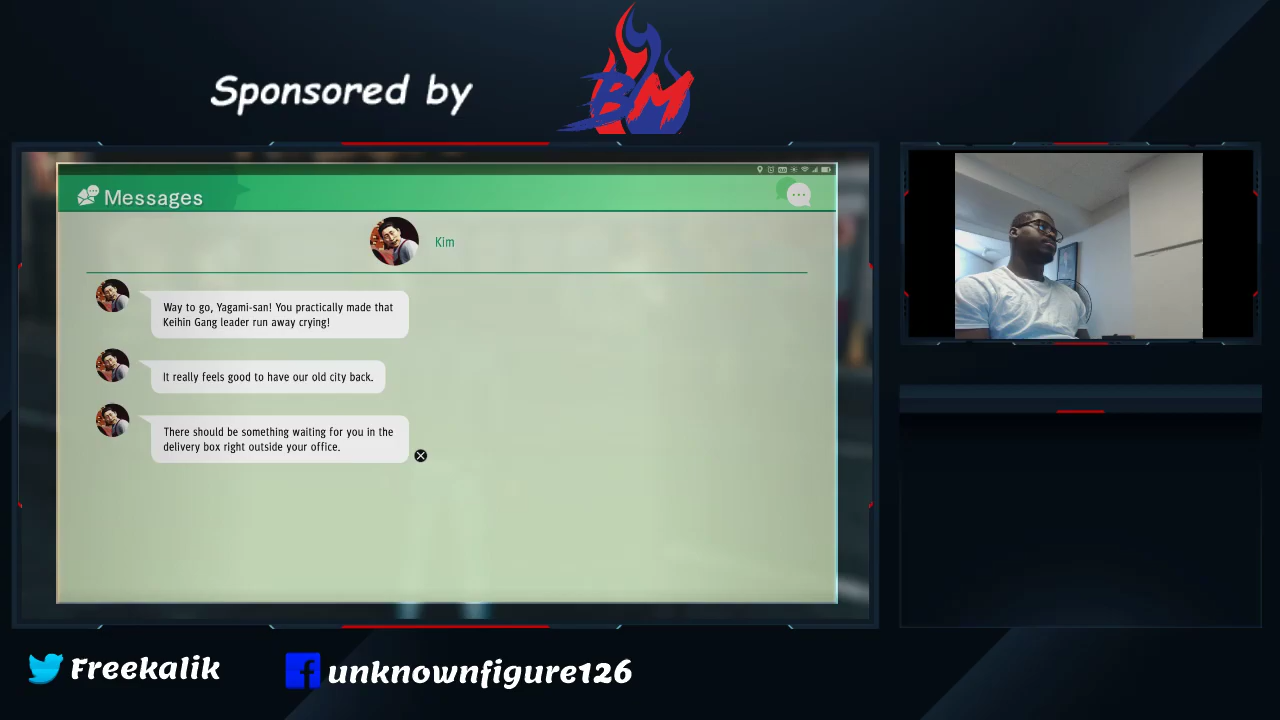 Sponsored by
BM
Messages
Kim
Way to go, Yagami-san! You practically made that
Keihin Gang leader run away crying!
It really feels good to have our old city back.
There should be something waiting for you in the
delivery box right outside your office.
Freekalik
unknownfigure126